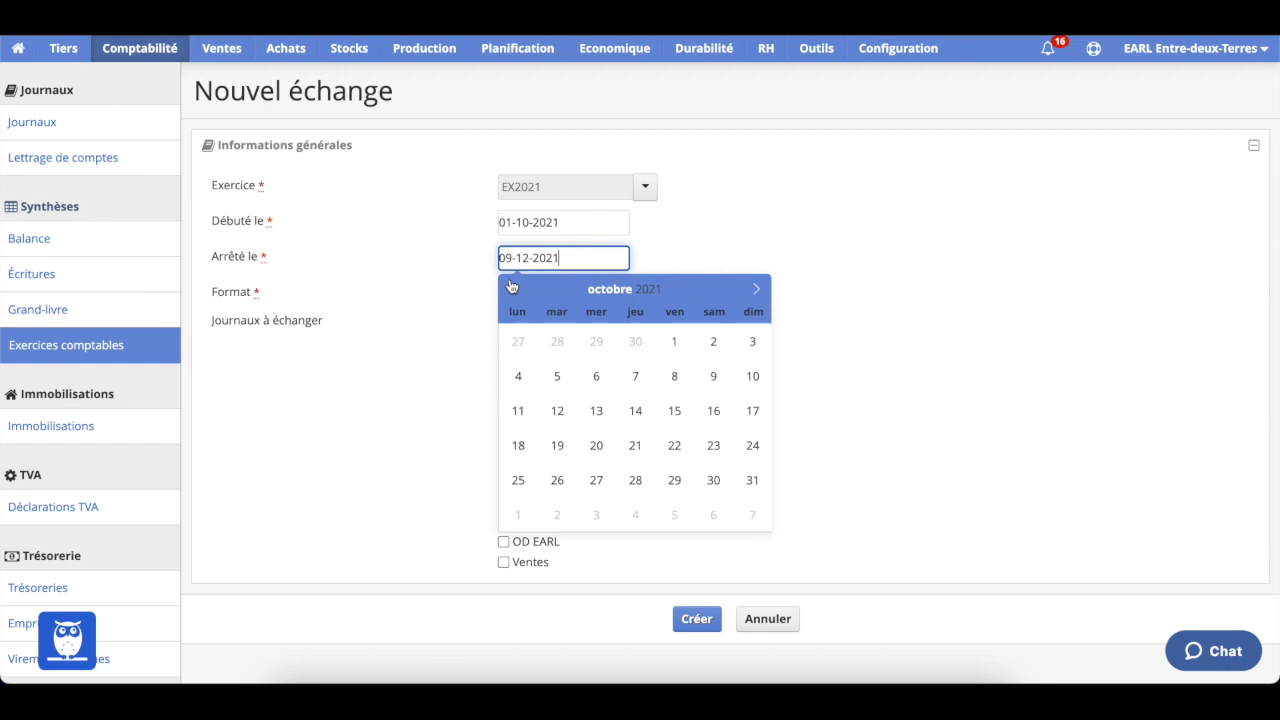 Tiers Comptabilité Ventes Achats Stocks Production Planification Economique Durabilité RH Outils Configuration 16 EARL Entre-deux-Terres
Journaux
Journaux
Lettrage de comptes
Synthèses
Balance
Écritures
Grand-livre
Exercices comptables
Immobilisations
Immobilisations
TVA
Déclarations TVA
Trésorerie
Trésoreries
Nouvel échange
Informations générales
Exercice * EX2021
Débuté le * 01-10-2021
Arrêté le * 09-12-2021
Format *
Journaux à échanger
octobre 2021
lun mar mer jeu ven sam dim
27 28 29 30 1 2 3
4 5 6 7 8 9 10
11 12 13 14 15 16 17
18 19 20 21 22 23 24
25 26 27 28 29 30 31
1 2 3 4 5 6 7
OD EARL
Ventes
Créer Annuler
Chat